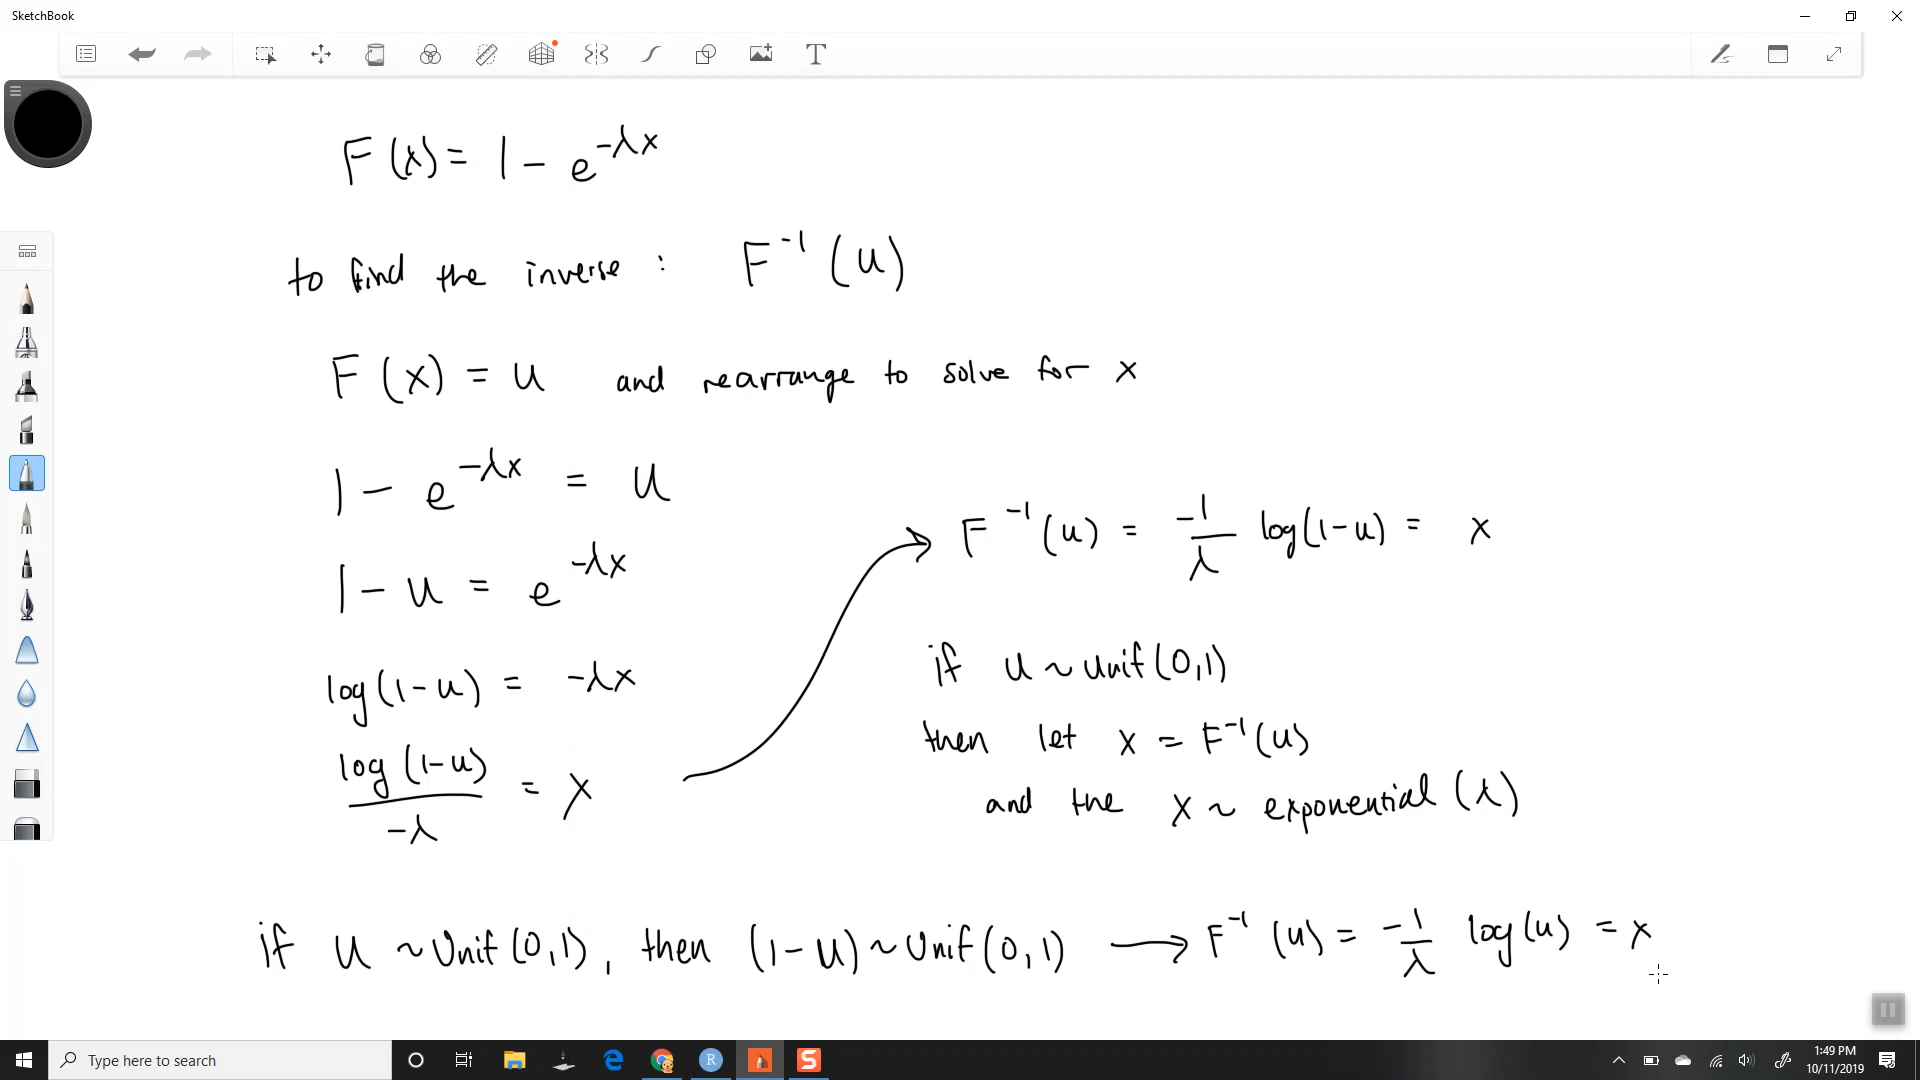 SketchBook
T
F(x) = 1 - e^{-λx}
to find the inverse : F^{-1}(u)
F(x) = u and rearrange to solve for x
1 - e^{-λx} = u
1 - u = e^{-λx}
log(1-u) = -λx
log(1-u) / -λ = x
F^{-1}(u) = -1/λ log(1-u) = x
if u ~ Unif(0,1)
then let x = F^{-1}(u)
and the x ~ exponential(λ)
if u ~ Unif(0,1), then (1-u) ~ Unif(0,1) → F^{-1}(u) = -1/λ log(u) = x
Type here to search
R
S
1:49 PM
10/11/2019